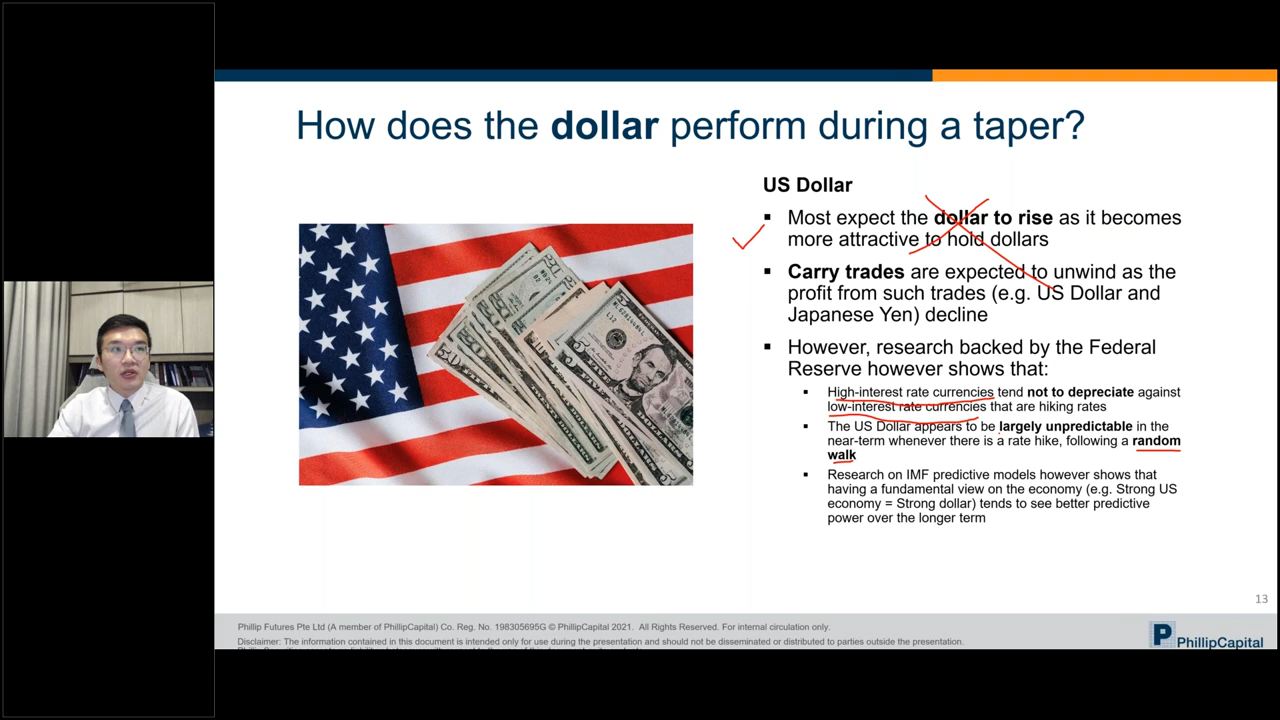 How does the dollar perform during a taper?
US Dollar
Most expect the dollar to rise as it becomes
more attractive to hold dollars
Carry trades are expected to unwind as the
profit from such trades (e.g. US Dollar and
Japanese Yen) decline
However, research backed by the Federal
Reserve however shows that:
High-interest rate currencies tend not to depreciate against
low-interest rate currencies that are hiking rates
The US Dollar appears to be largely unpredictable in the
near-term whenever there is a rate hike, following a random
walk
Research on IMF predictive models however shows that
having a fundamental view on the economy (e.g. Strong US
economy = Strong dollar) tends to see better predictive
power over the longer term
13
Phillip Futures Pte Ltd (A member of PhillipCapital) Co. Reg. No. 198305695G © PhillipCapital 2021. All Rights Reserved. For internal circulation only.
Disclaimer: The information contained in this document is intended only for use during the presentation and should not be disseminated or distributed to parties outside the presentation.
PhillipCapital